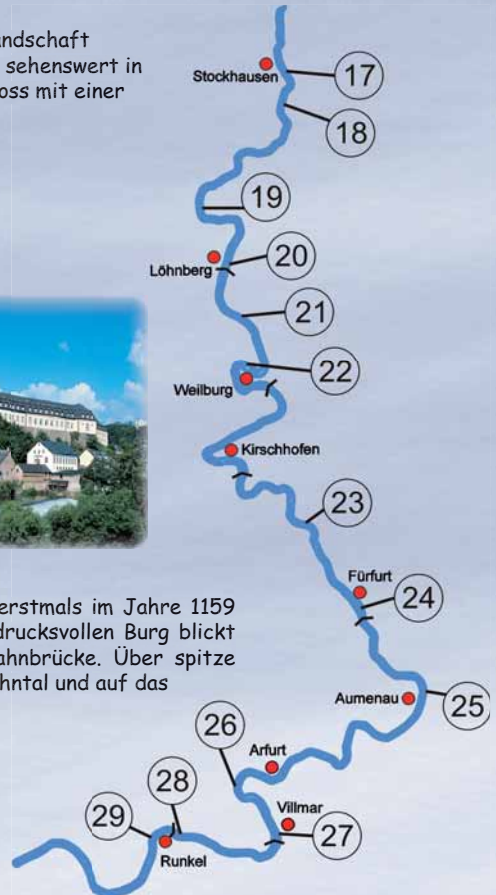 andschaft
sehenswert in
oss mit einer
Stockhausen
17
18
19
20
Löhnberg
21
22
Weilburg
Kirschhofen
23
Fürfurt
24
erstmals im Jahre 1159
drucksvollen Burg blickt
ahnbrücke. Über spitze
hntal und auf das
Aumenau
25
26
Arfurt
28
Villmar
29
27
Runkel